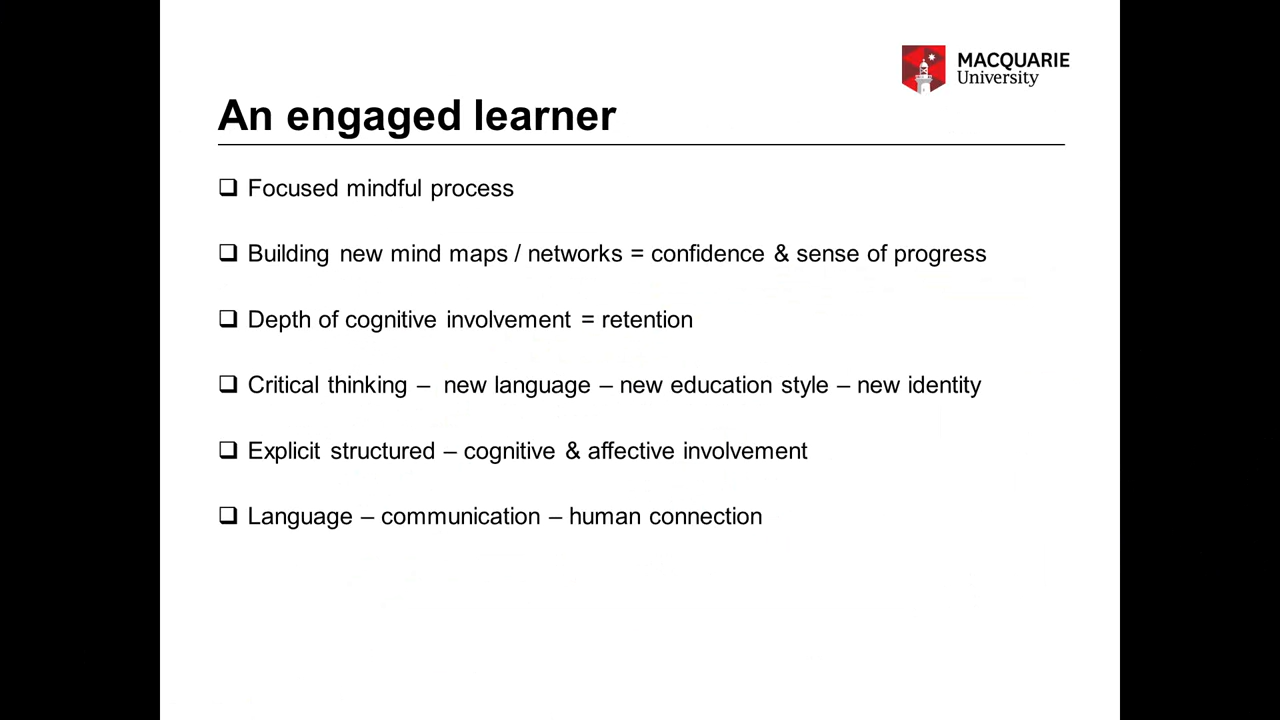 MACQUARIE
University
An engaged learner
❑ Focused mindful process
❑ Building new mind maps / networks = confidence & sense of progress
❑ Depth of cognitive involvement = retention
❑ Critical thinking – new language – new education style – new identity
❑ Explicit structured – cognitive & affective involvement
❑ Language – communication – human connection